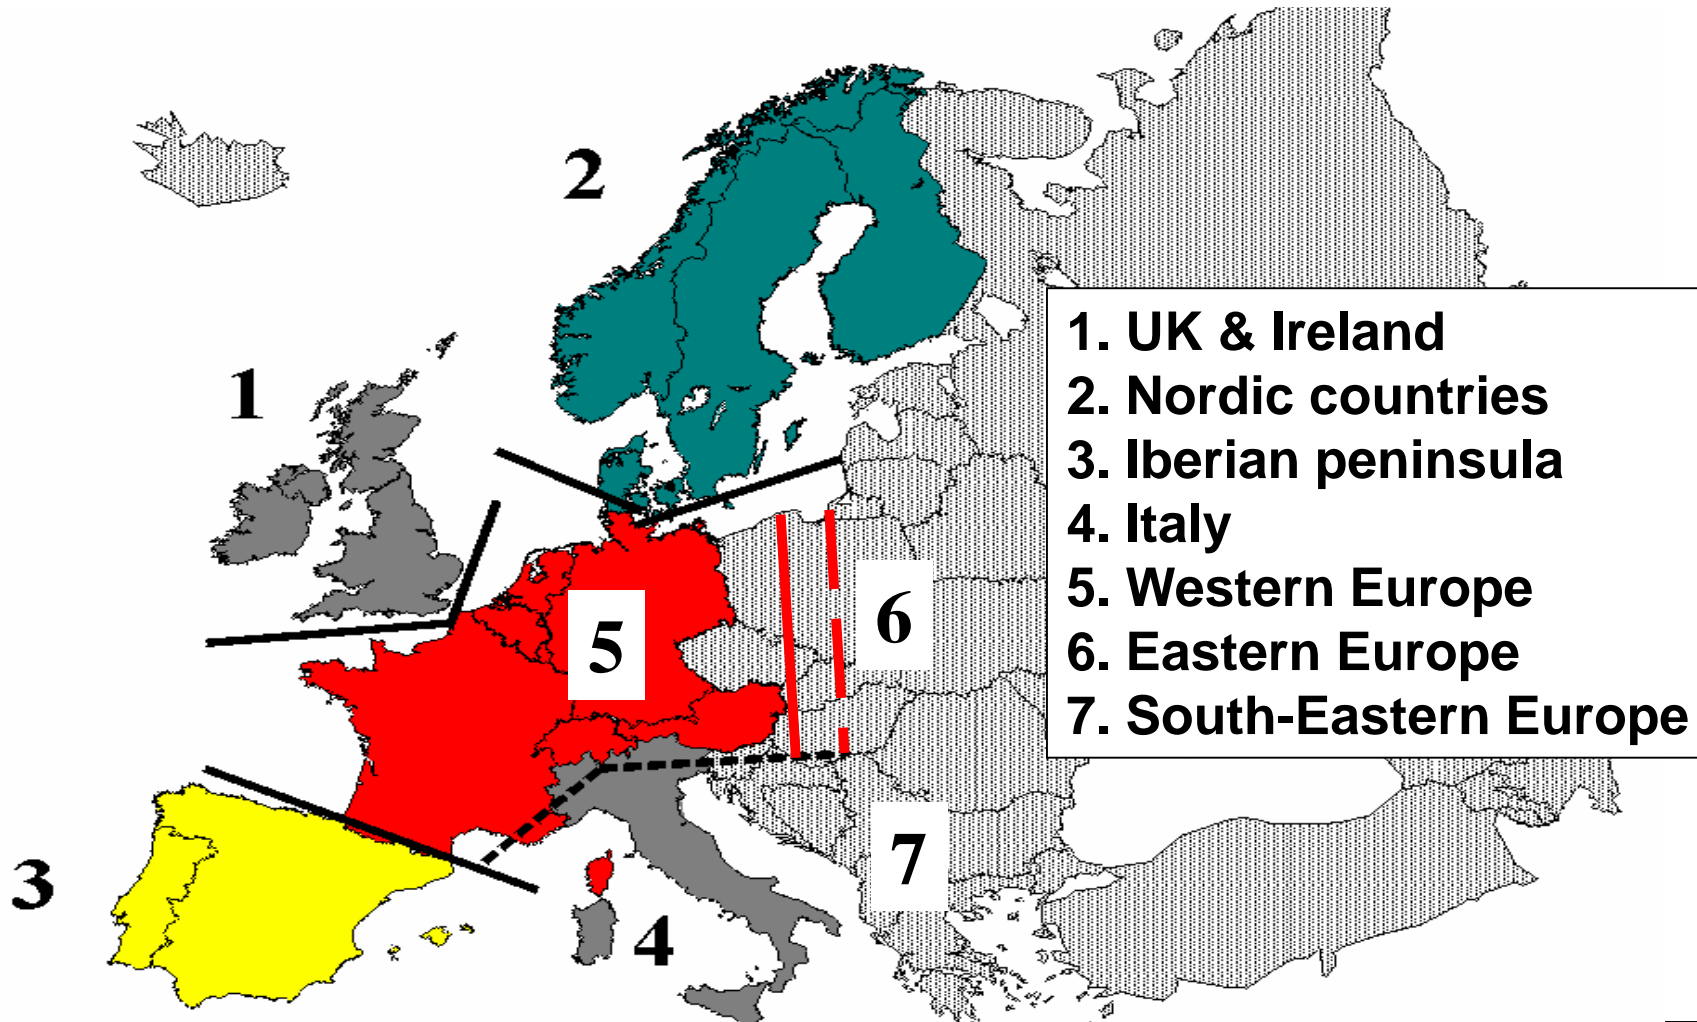 2
1
1. UK & Ireland
2. Nordic countries
3. Iberian peninsula
4. Italy
5. Western Europe
6. Eastern Europe
7. South-Eastern Europe
5
6
7
3
4